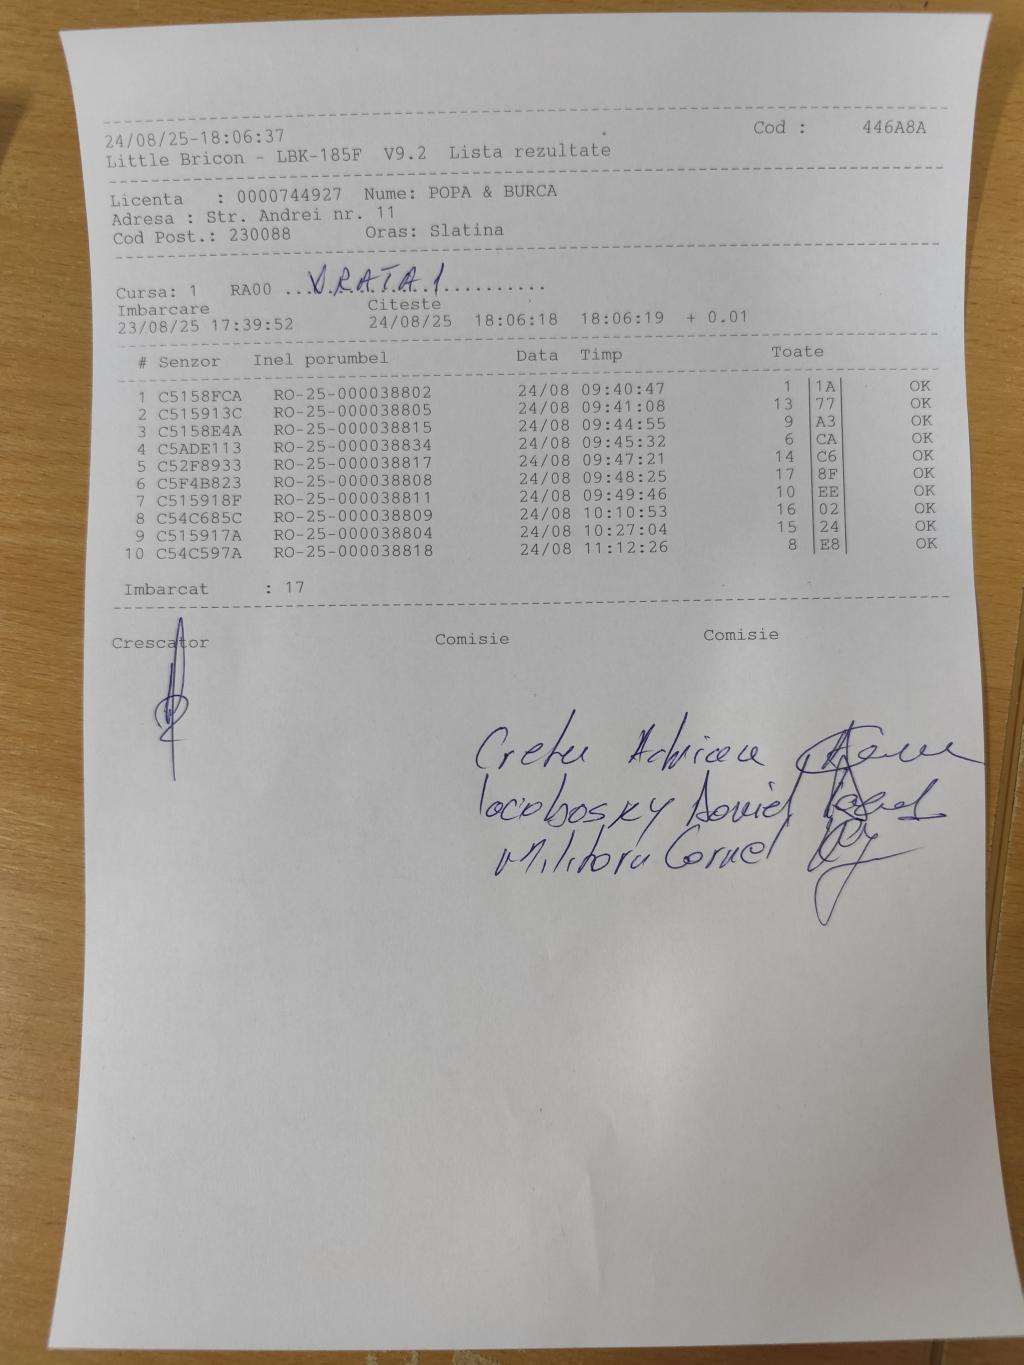 24/08/25-18:06:37 Cod : 446A8A
Little Bricon - LBK-185F V9.2 Lista rezultate
Licenta : 0000744927 Nume: POPA & BURCA
Adresa : Str. Andrei nr. 11
Cod Post.: 230088 Oras: Slatina
Cursa: 1 RA00 ...V.R.A.T.A.1..........
Imbarcare Citeste
23/08/25 17:39:52 24/08/25 18:06:18 18:06:19 + 0.01
# Senzor Inel porumbel Data Timp Toate
1 C5158FCA RO-25-000038802 24/08 09:40:47 1 1A OK
2 C515913C RO-25-000038805 24/08 09:41:08 13 77 OK
3 C5158E4A RO-25-000038815 24/08 09:44:55 9 A3 OK
4 C5ADE113 RO-25-000038834 24/08 09:45:32 6 CA OK
5 C52F8933 RO-25-000038817 24/08 09:47:21 14 C6 OK
6 C5F4B823 RO-25-000038808 24/08 09:48:25 17 8F OK
7 C515918F RO-25-000038811 24/08 09:49:46 10 EE OK
8 C54C685C RO-25-000038809 24/08 10:10:53 16 02 OK
9 C515917A RO-25-000038804 24/08 10:27:04 15 24 OK
10 C54C597A RO-25-000038818 24/08 11:12:26 8 E8 OK
Imbarcat : 17
Crescator Comisie Comisie
Cretu Adrian
Iacobosky David
Militaru Cornel